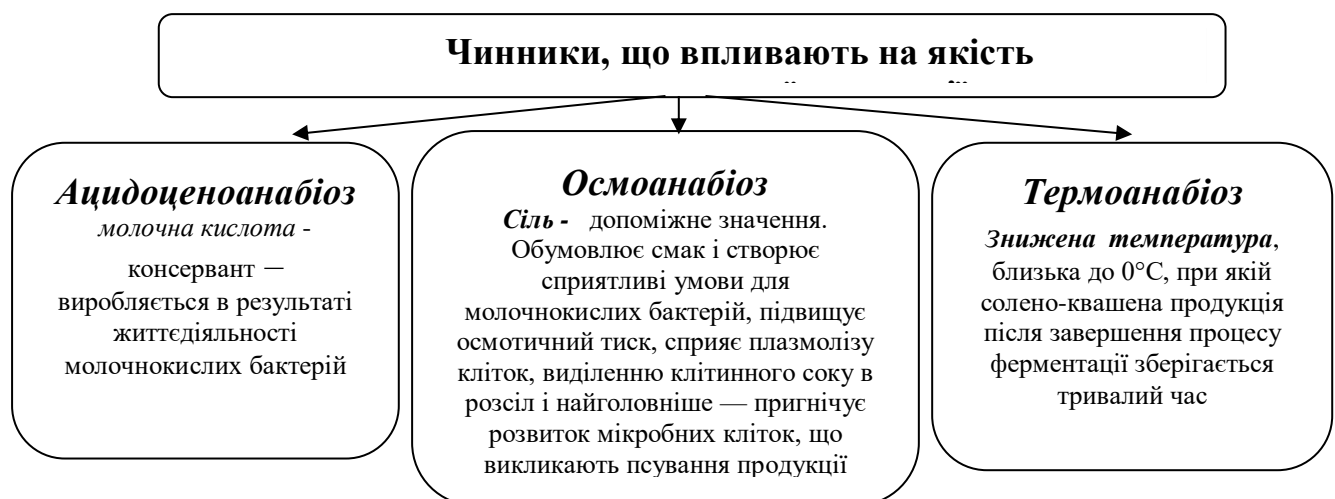 Чинники, що впливають на якість
Ацидоценоанабіоз
молочна кислота -
консервант —
виробляється в результаті
життєдіяльності
молочнокислих бактерій
Осмоанабіоз
Сіль - допоміжне значення.
Обумовлює смак і створює
сприятливі умови для
молочнокислих бактерій, підвищує
осмотичний тиск, сприяє плазмолізу
кліток, виділенню клітинного соку в
розсіл і найголовніше — пригнічує
розвиток мікробних кліток, що
викликають псування продукції
Термоанабіоз
Знижена температура,
близька до 0°С, при якій
солено-квашена продукція
після завершення процесу
ферментації зберігається
тривалий час